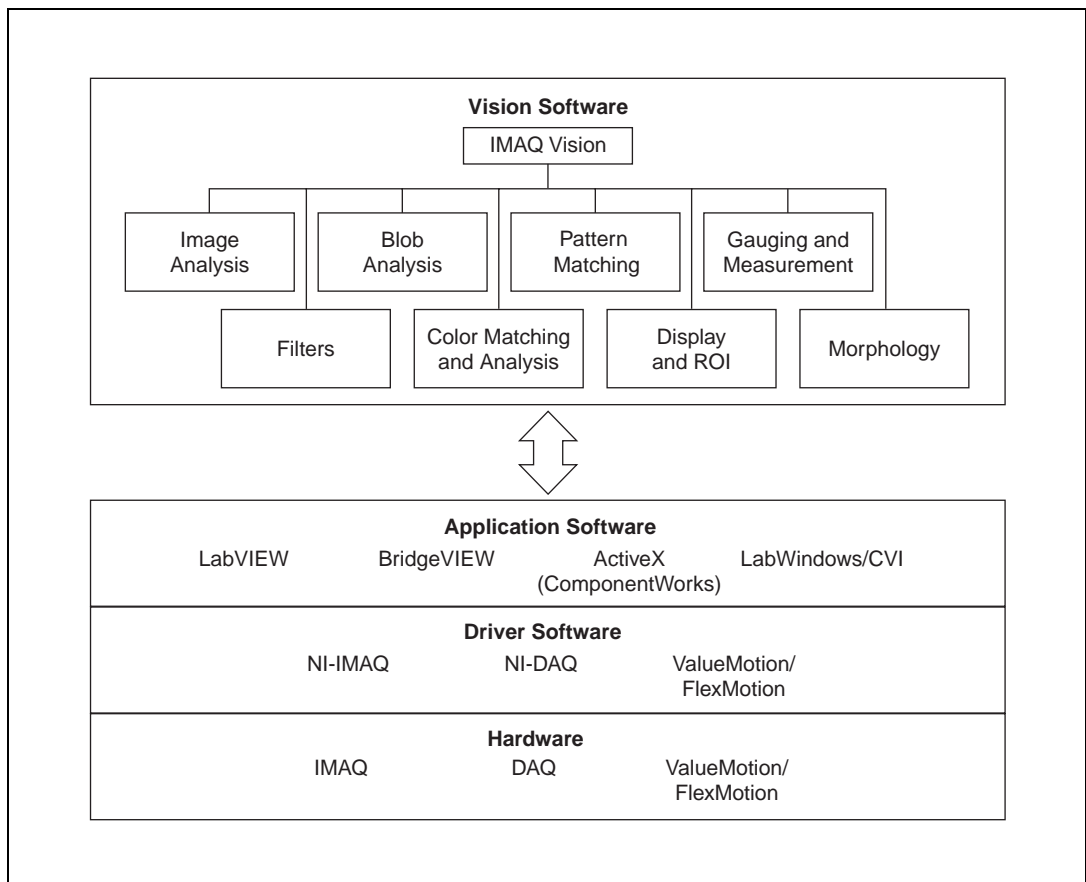 Vision Software
IMAQ Vision
Image
Analysis
Blob
Analysis
Pattern
Matching
Gauging and
Measurement
Filters
Color Matching
and Analysis
Display
and ROI
Morphology
Application Software
LabVIEW
BridgeVIEW
ActiveX
(ComponentWorks)
LabWindows/CVI
Driver Software
NI-IMAQ
NI-DAQ
ValueMotion/
FlexMotion
Hardware
IMAQ
DAQ
ValueMotion/
FlexMotion